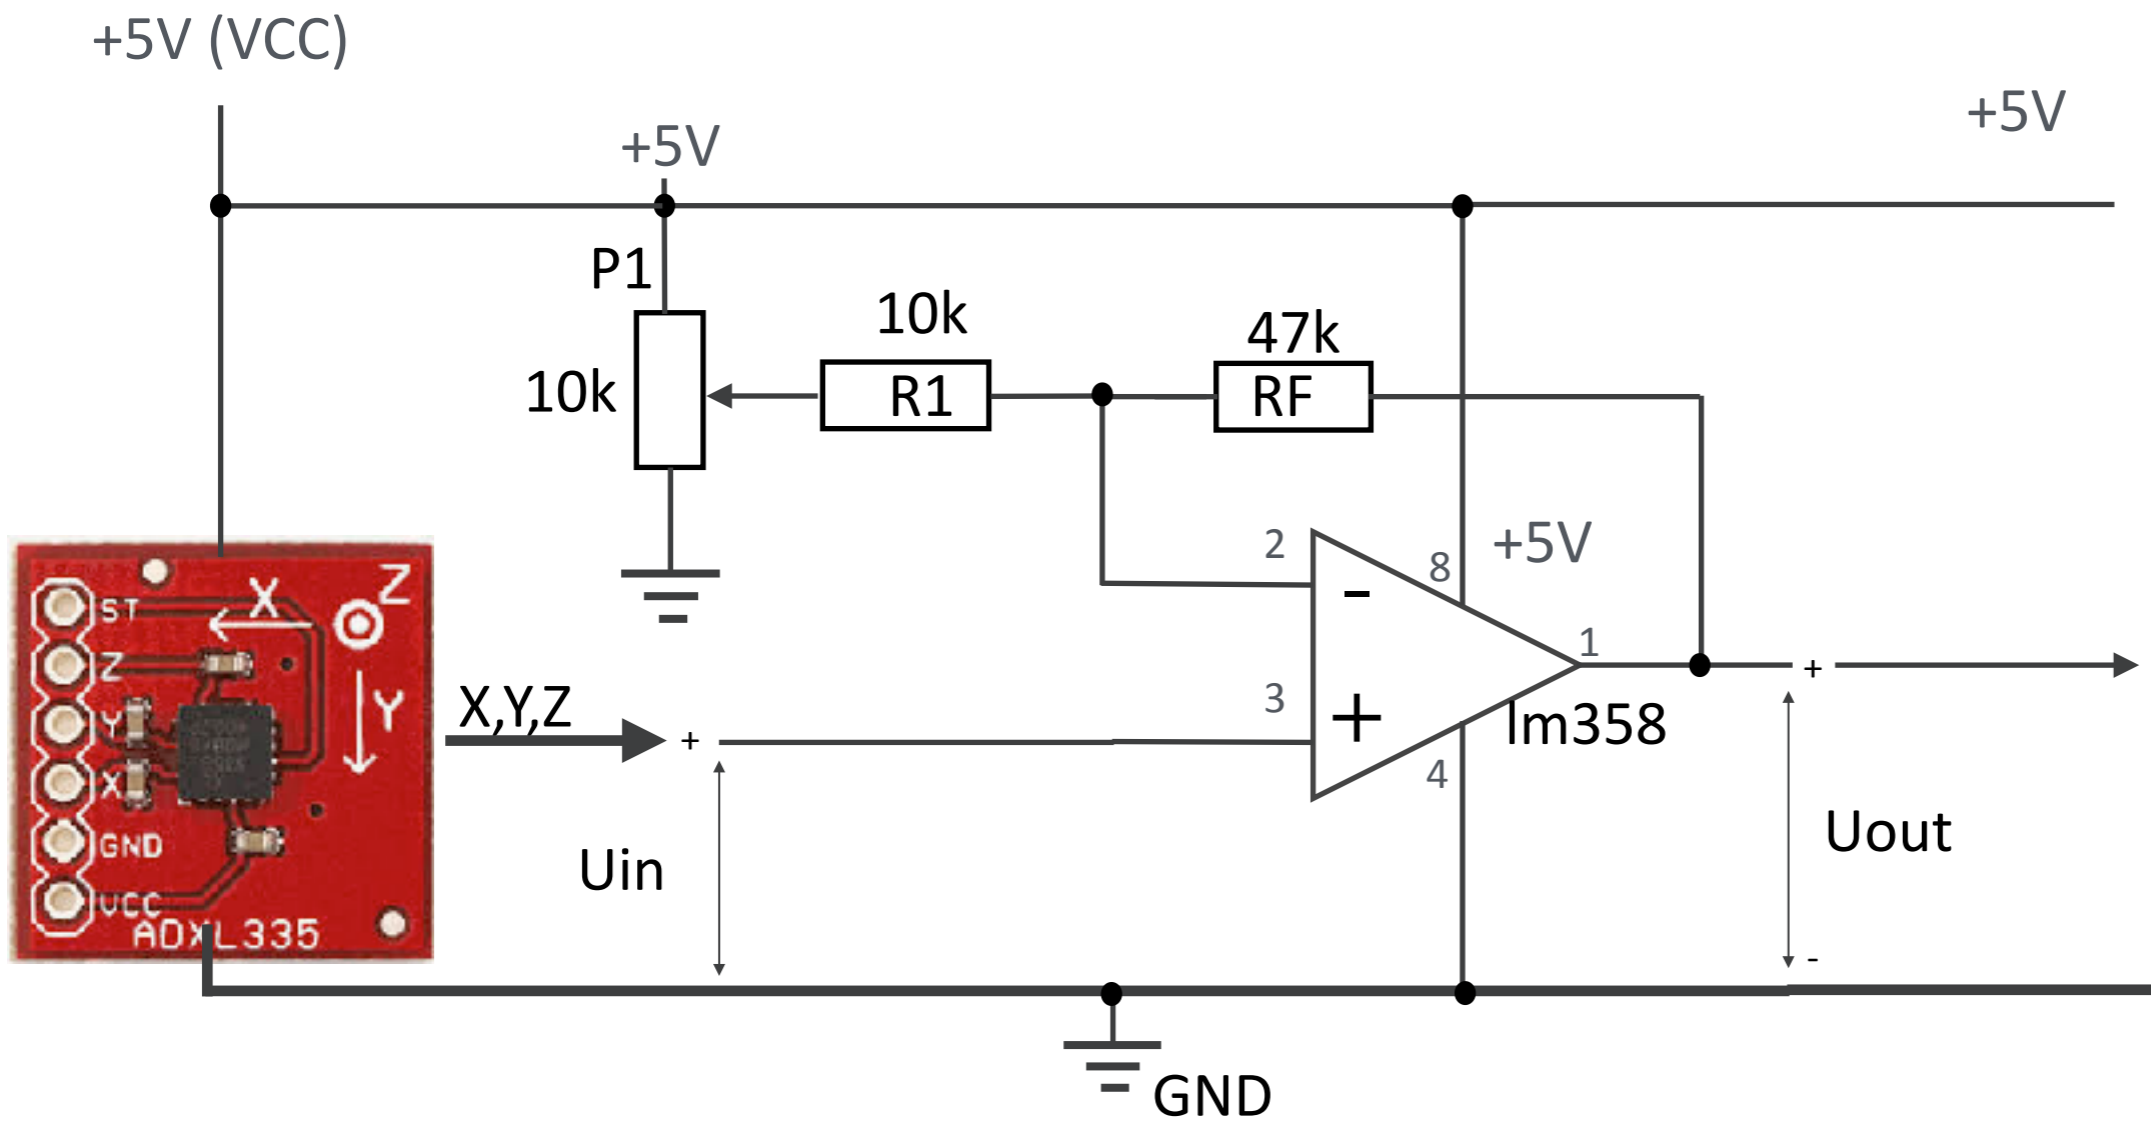 +5V (VCC)
+5V
+5V
P1
10k
10k
R1
47k
RF
2
8
+5V
1
-
3
+
lm358
4
X,Y,Z
+
+
Uin
Uout
-
GND
ST
X
Z
Z
Y
Y
X
GND
VCC
ADXL335